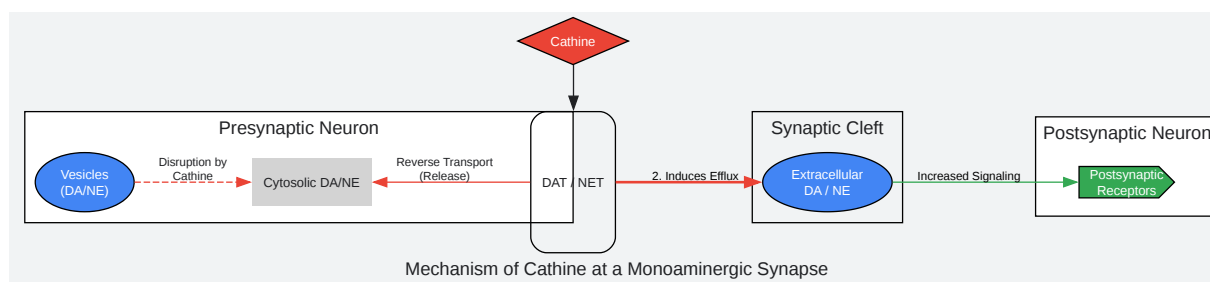 Cathine
Presynaptic Neuron
Vesicles
(DA/NE)
Disruption by
Cathine
Cytosolic DA/NE
Reverse Transport
(Release)
DAT / NET
2. Induces Efflux
Synaptic Cleft
Extracellular
DA / NE
Increased Signaling
Postsynaptic Neuron
Postsynaptic
Receptors
Mechanism of Cathine at a Monoaminergic Synapse